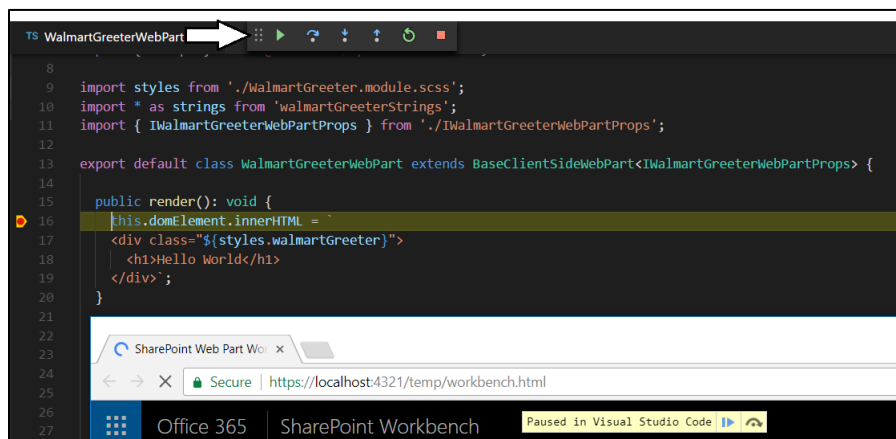 TS WalmartGreeterWebPart
8
9 import styles from './WalmartGreeter.module.scss';
10 import * as strings from 'walmartGreeterStrings';
11 import { IWalmartGreeterWebPartProps } from './IWalmartGreeterWebPartProps';
12
13 export default class WalmartGreeterWebPart extends BaseClientSideWebPart<IWalmartGreeterWebPartProps> {
14
15 public render(): void {
16 this.domElement.innerHTML = `
17 <div class="${styles.walmartGreeter}">
18 <h1>Hello World</h1>
19 </div>`;
20 }
21
22
23 SharePoint Web Part Wo
24
25 Secure | https://localhost:4321/temp/workbench.html
26
27 Office 365 SharePoint Workbench Paused in Visual Studio Code